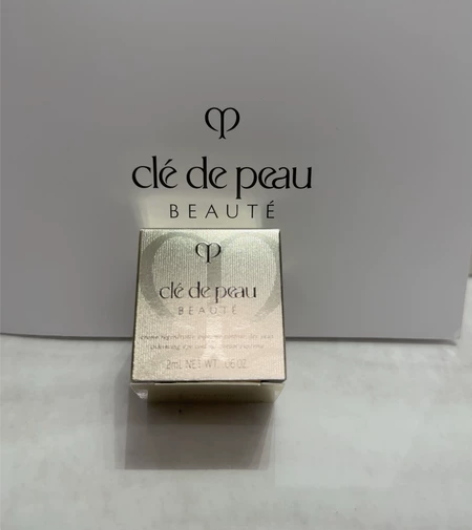 clé de peau
BEAUTÉ
clé de peau
BEAUTÉ
2mL NET WT. .06 OZ.